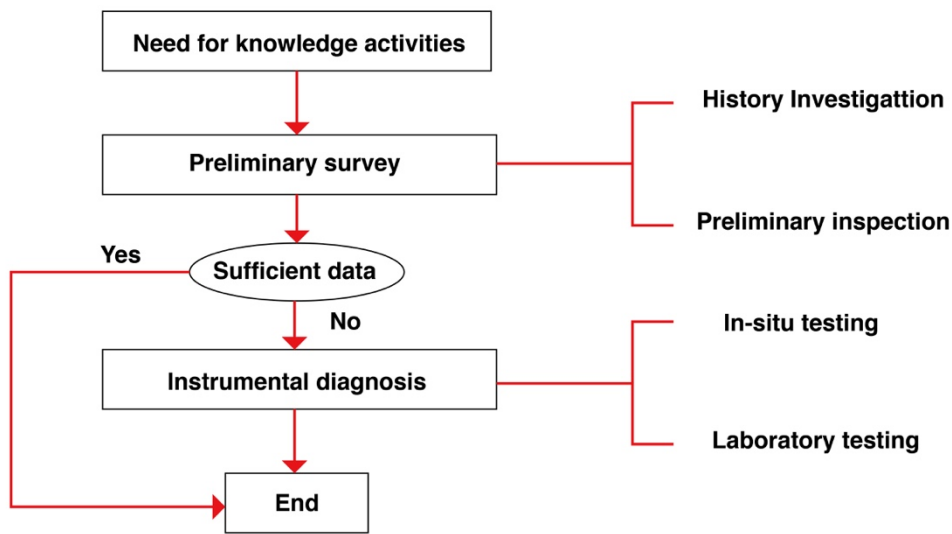 Need for knowledge activities
History Investigattion
Preliminary survey
Preliminary inspection
Yes
Sufficient data
No
In-situ testing
Instrumental diagnosis
Laboratory testing
End